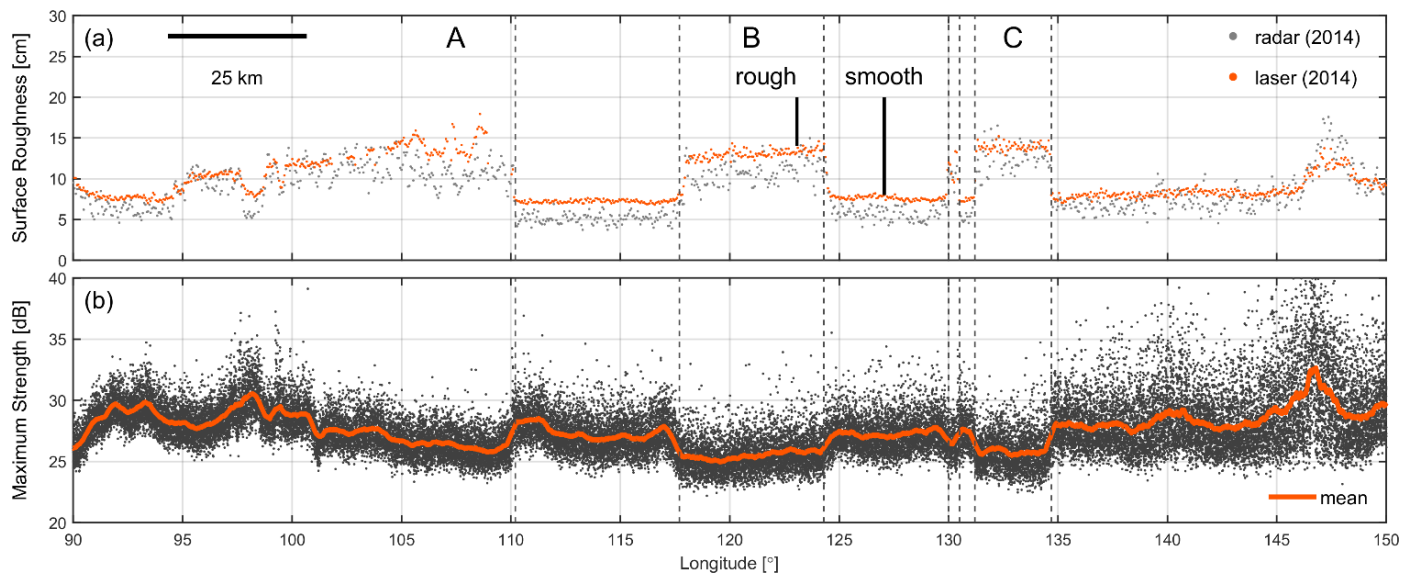 (a)
A
B
C
radar (2014)
laser (2014)
25 km
rough
smooth
Surface Roughness [cm]
30
25
20
15
10
5
0
(b)
Maximum Strength [dB]
40
35
30
25
20
mean
90
95
100
105
110
115
120
125
130
135
140
145
150
Longitude [°]